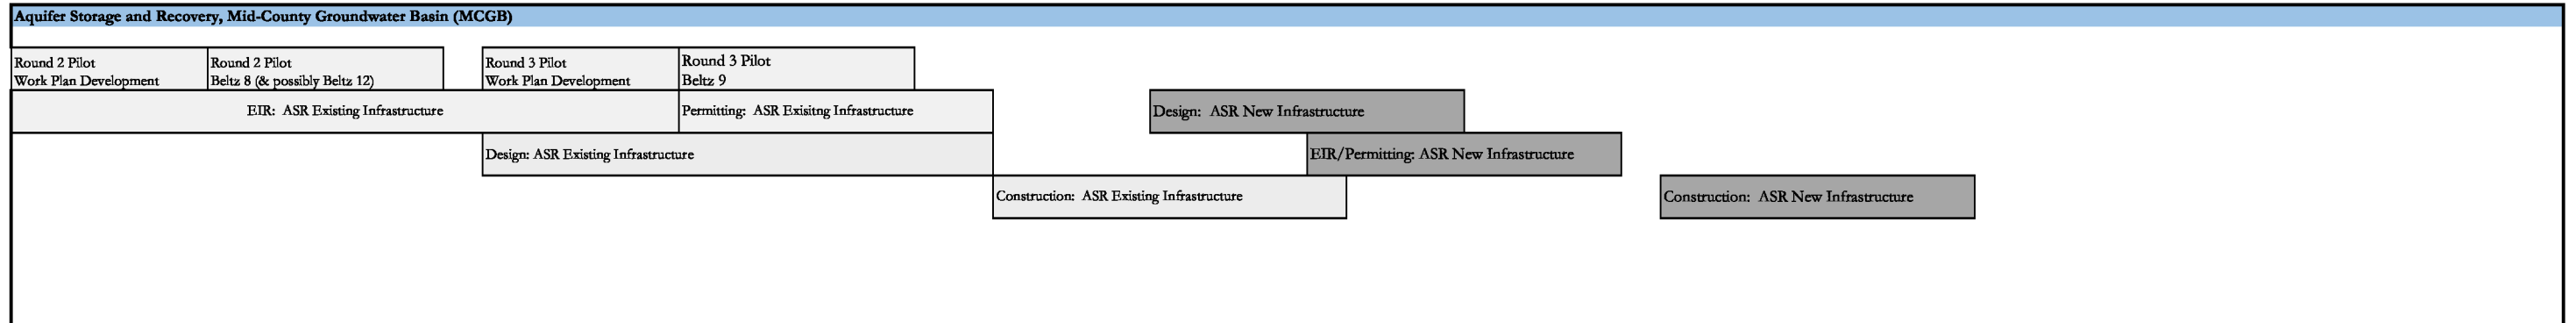 Aquifer Storage and Recovery, Mid-County Groundwater Basin (MCGB)
Round 2 Pilot
Work Plan Development
Round 2 Pilot
Beltz 8 (& possibly Beltz 12)
Round 3 Pilot
Work Plan Development
Round 3 Pilot
Beltz 9
EIR: ASR Existing Infrastructure
Permitting: ASR Exisitng Infrastructure
Design: ASR New Infrastructure
Design: ASR Existing Infrastructure
EIR/Permitting: ASR New Infrastructure
Construction: ASR Existing Infrastructure
Construction: ASR New Infrastructure